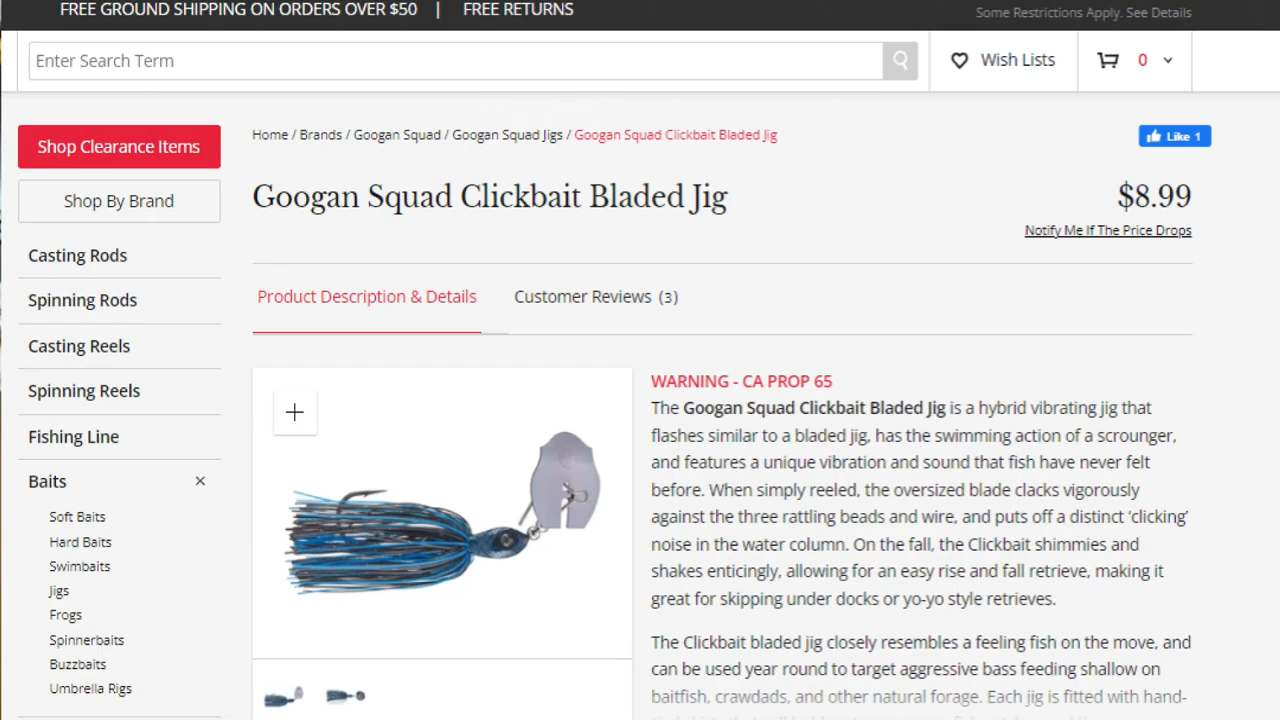 FREE GROUND SHIPPING ON ORDERS OVER $50 | FREE RETURNS
Some Restrictions Apply. See Details
Enter Search Term
Wish Lists
0
Shop Clearance Items
Shop By Brand
Casting Rods
Spinning Rods
Casting Reels
Spinning Reels
Fishing Line
Baits
Soft Baits
Hard Baits
Swimbaits
Jigs
Frogs
Spinnerbaits
Buzzbaits
Umbrella Rigs
Home / Brands / Googan Squad / Googan Squad Jigs / Googan Squad Clickbait Bladed Jig
Like 1
Googan Squad Clickbait Bladed Jig
$8.99
Notify Me If The Price Drops
Product Description & Details
Customer Reviews (3)
WARNING - CA PROP 65
The Googan Squad Clickbait Bladed Jig is a hybrid vibrating jig that
flashes similar to a bladed jig, has the swimming action of a scrounger,
and features a unique vibration and sound that fish have never felt
before. When simply reeled, the oversized blade clacks vigorously
against the three rattling beads and wire, and puts off a distinct ‘clicking’
noise in the water column. On the fall, the Clickbait shimmies and
shakes enticingly, allowing for an easy rise and fall retrieve, making it
great for skipping under docks or yo-yo style retrieves.
The Clickbait bladed jig closely resembles a feeling fish on the move, and
can be used year round to target aggressive bass feeding shallow on
baitfish, crawdads, and other natural forage. Each jig is fitted with hand-